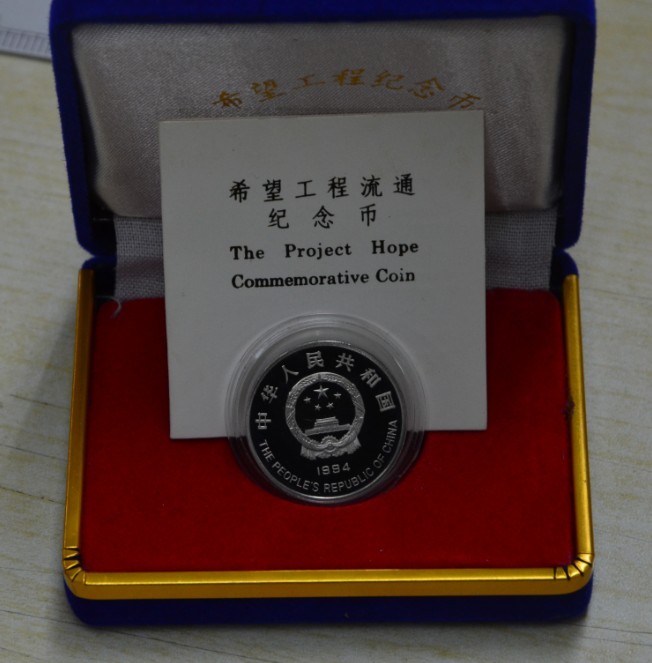 希望工程纪念币
希望工程流通
纪念币
The Project Hope
Commemorative Coin
中华人民共和国
1994
THE PEOPLE'S REPUBLIC OF CHINA